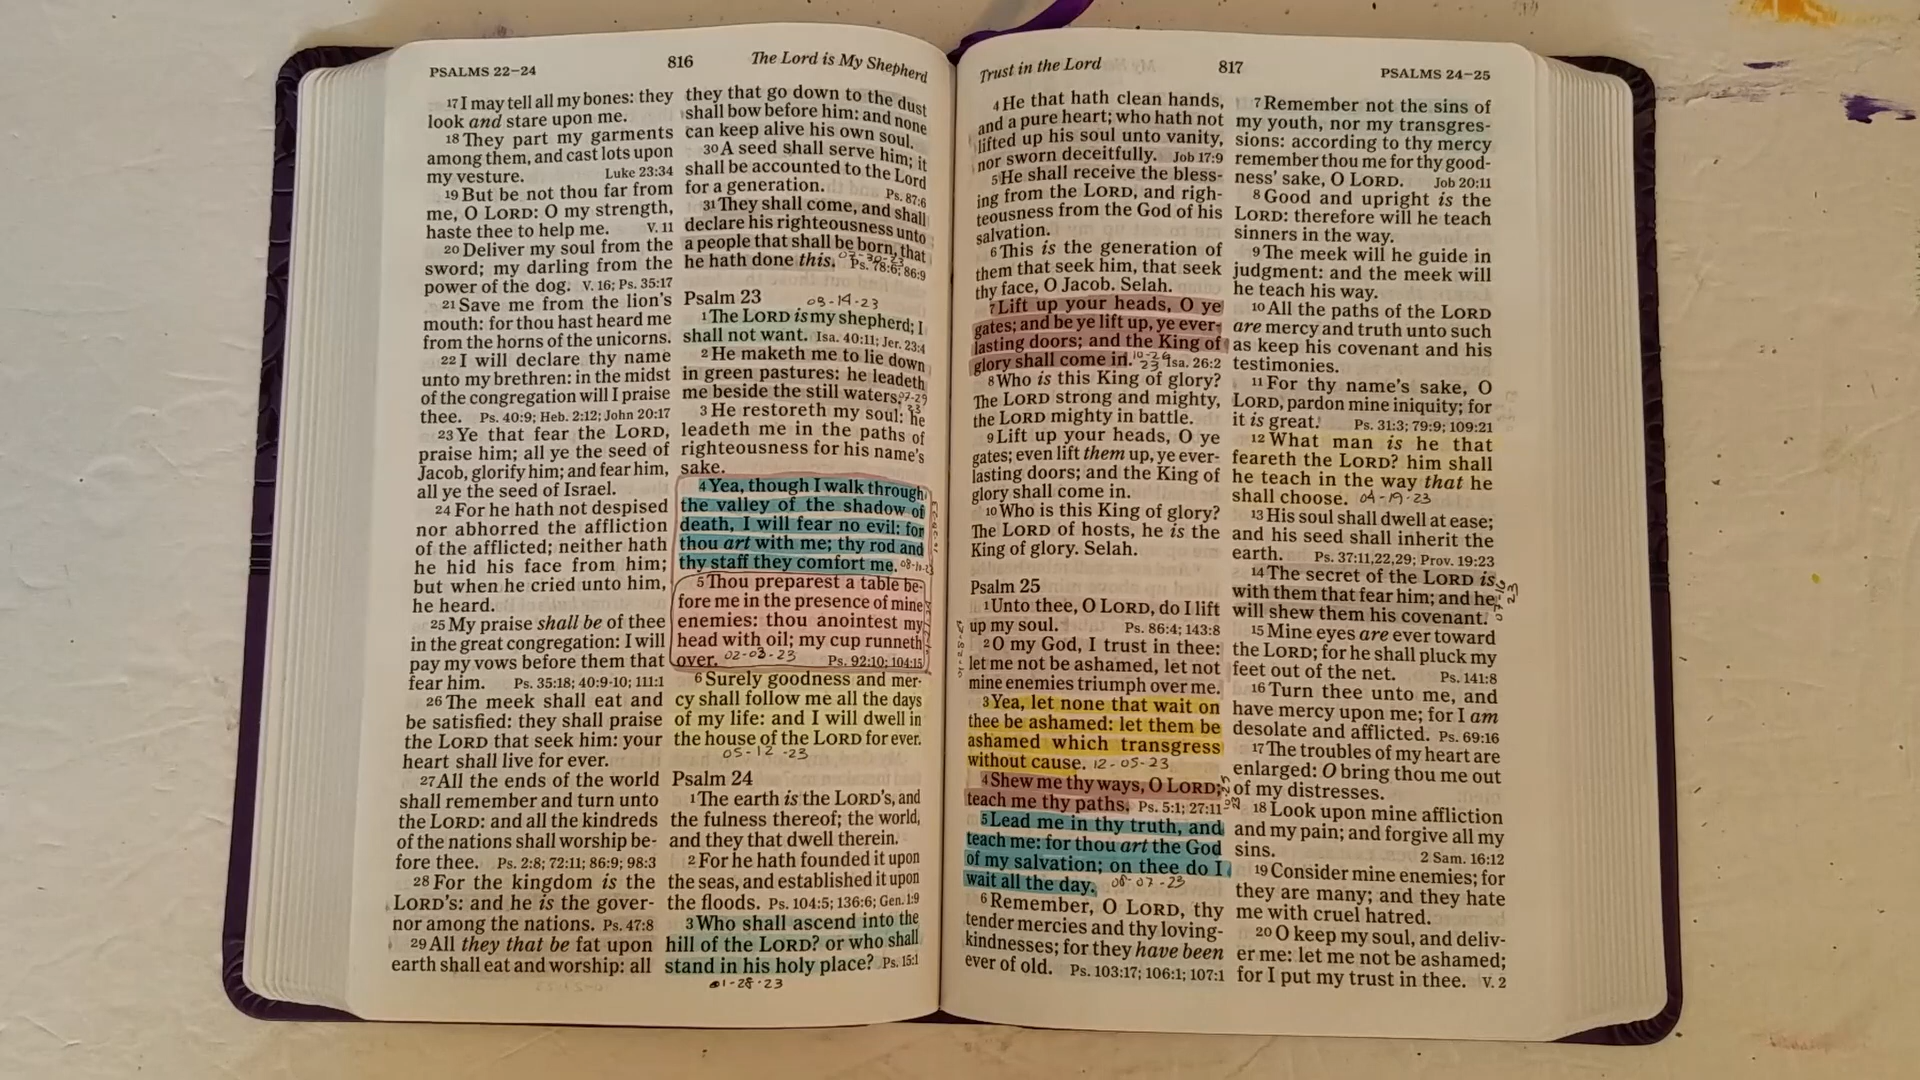 PSALMS 22–24
816
The Lord is My Shepherd
17 I may tell all my bones: they
look and stare upon me.
18 They part my garments
among them, and cast lots upon
my vesture. Luke 23:34
19 But be not thou far from
me, O LORD: O my strength,
haste thee to help me. V. 11
20 Deliver my soul from the
sword; my darling from the
power of the dog. V. 16; Ps. 35:17
21 Save me from the lion's
mouth: for thou hast heard me
from the horns of the unicorns.
22 I will declare thy name
unto my brethren: in the midst
of the congregation will I praise
thee. Ps. 40:9; Heb. 2:12; John 20:17
23 Ye that fear the LORD,
praise him; all ye the seed of
Jacob, glorify him; and fear him,
all ye the seed of Israel.
24 For he hath not despised
nor abhorred the affliction
of the afflicted; neither hath
he hid his face from him;
but when he cried unto him,
he heard.
25 My praise shall be of thee
in the great congregation: I will
pay my vows before them that
fear him. Ps. 35:18; 40:9-10; 111:1
26 The meek shall eat and
be satisfied: they shall praise
the LORD that seek him: your
heart shall live for ever.
27 All the ends of the world
shall remember and turn unto
the LORD: and all the kindreds
of the nations shall worship be-
fore thee. Ps. 2:8; 72:11; 86:9; 98:3
28 For the kingdom is the
LORD'S: and he is the gover-
nor among the nations. Ps. 47:8
29 All they that be fat upon
earth shall eat and worship: all
they that go down to the dust
shall bow before him: and none
can keep alive his own soul.
30 A seed shall serve him; it
shall be accounted to the Lord
for a generation. Ps. 87:6
31 They shall come, and shall
declare his righteousness unto
a people that shall be born, that
he hath done this. Ps. 78:6; 86:9
Psalm 23 03-19-23
1 The LORD is my shepherd; I
shall not want. Isa. 40:11; Jer. 23:4
2 He maketh me to lie down
in green pastures: he leadeth
me beside the still waters. 07-29
23
3 He restoreth my soul: he
leadeth me in the paths of
righteousness for his name's
sake.
4 Yea, though I walk through
the valley of the shadow of
death, I will fear no evil: for
thou art with me; thy rod and
thy staff they comfort me.
5 Thou preparest a table be-
fore me in the presence of mine
enemies: thou anointest my
head with oil; my cup runneth
over. 02-03-23 Ps. 92:10; 104:15
6 Surely goodness and mer-
cy shall follow me all the days
of my life: and I will dwell in
the house of the LORD for ever.
05-12-23
Psalm 24
1 The earth is the LORD'S, and
the fulness thereof; the world,
and they that dwell therein.
2 For he hath founded it upon
the seas, and established it upon
the floods. Ps. 104:5; 136:6; Gen. 1:9
3 Who shall ascend into the
hill of the LORD? or who shall
stand in his holy place? Ps. 15:1
01-28-23
Trust in the Lord
817
PSALMS 24–25
4 He that hath clean hands,
and a pure heart; who hath not
lifted up his soul unto vanity,
nor sworn deceitfully. Job 17:9
5 He shall receive the bless-
ing from the LORD, and righ-
teousness from the God of his
salvation.
6 This is the generation of
them that seek him, that seek
thy face, O Jacob. Selah.
7 Lift up your heads, O ye
gates; and be ye lift up, ye ever-
lasting doors; and the King of
glory shall come in. Isa. 26:2
8 Who is this King of glory?
The LORD strong and mighty,
the LORD mighty in battle.
9 Lift up your heads, O ye
gates; even lift them up, ye ever-
lasting doors; and the King of
glory shall come in.
10 Who is this King of glory?
The LORD of hosts, he is the
King of glory. Selah.
Psalm 25
1 Unto thee, O LORD, do I lift
up my soul. Ps. 86:4; 143:8
2 O my God, I trust in thee:
let me not be ashamed, let not
mine enemies triumph over me.
3 Yea, let none that wait on
thee be ashamed: let them be
ashamed which transgress
without cause. 12-05-23
4 Shew me thy ways, O LORD;
teach me thy paths. Ps. 5:1; 27:11
5 Lead me in thy truth, and
teach me: for thou art the God
of my salvation; on thee do I
wait all the day. 08-07-23
6 Remember, O LORD, thy
tender mercies and thy loving-
kindnesses; for they have been
ever of old. Ps. 103:17; 106:1; 107:1
7 Remember not the sins of
my youth, nor my transgres-
sions: according to thy mercy
remember thou me for thy good-
ness' sake, O LORD. Job 20:11
8 Good and upright is the
LORD: therefore will he teach
sinners in the way.
9 The meek will he guide in
judgment: and the meek will
he teach his way.
10 All the paths of the LORD
are mercy and truth unto such
as keep his covenant and his
testimonies.
11 For thy name's sake, O
LORD, pardon mine iniquity; for
it is great. Ps. 31:3; 79:9; 109:21
12 What man is he that
feareth the LORD? him shall
he teach in the way that he
shall choose. 04-19-23
13 His soul shall dwell at ease;
and his seed shall inherit the
earth. Ps. 37:11,22,29; Prov. 19:23
14 The secret of the LORD is
with them that fear him; and he
will shew them his covenant.
15 Mine eyes are ever toward
the LORD; for he shall pluck my
feet out of the net. Ps. 141:8
16 Turn thee unto me, and
have mercy upon me; for I am
desolate and afflicted. Ps. 69:16
17 The troubles of my heart are
enlarged: O bring thou me out
of my distresses.
18 Look upon mine affliction
and my pain; and forgive all my
sins. 2 Sam. 16:12
19 Consider mine enemies; for
they are many; and they hate
me with cruel hatred.
20 O keep my soul, and deliv-
er me: let me not be ashamed;
for I put my trust in thee. V. 2